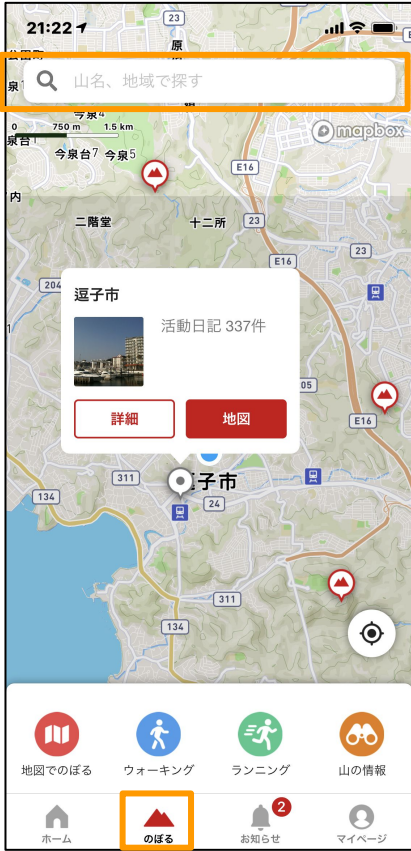 21:22
23
原
公田町
山名、地域で探す
今泉4
0 750 m 1.5 km
mapbox
今泉台7 今泉5
E16
内
二階堂
十二所
23
23
E16
204
逗子市
活動日記 337件
05
詳細
地図
E16
311
子市
134
24
311
134
地図でのぼる
ウォーキング
ランニング
山の情報
2
ホーム
のぼる
お知らせ
マイページ